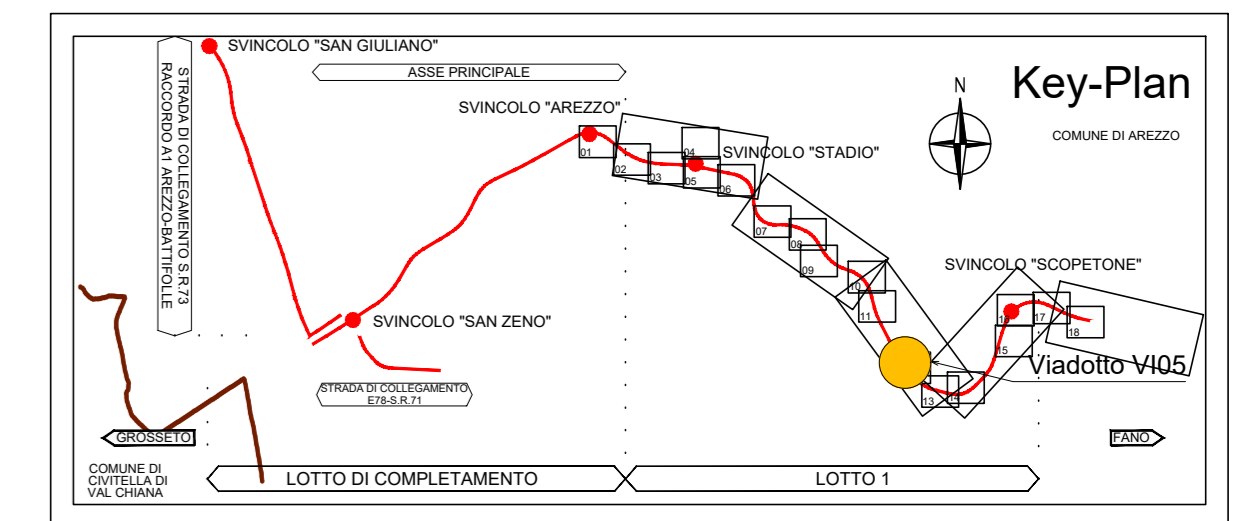 SVINCOLO "SAN GIULIANO"
STRADA DI COLLEGAMENTO S.R.73
RACCORDO A1 AREZZO-BATTIFOLLE
ASSE PRINCIPALE
Key-Plan
N
COMUNE DI AREZZO
SVINCOLO "AREZZO"
01
02
03
04
05
06
SVINCOLO "STADIO"
07
08
09
10
11
SVINCOLO "SCOPETONE"
16
17
18
15
SVINCOLO "SAN ZENO"
Viadotto VI05
13
14
STRADA DI COLLEGAMENTO
E78-S.R.71
GROSSETO
FANO
COMUNE DI
CIVITELLA DI
VAL CHIANA
LOTTO DI COMPLETAMENTO
LOTTO 1